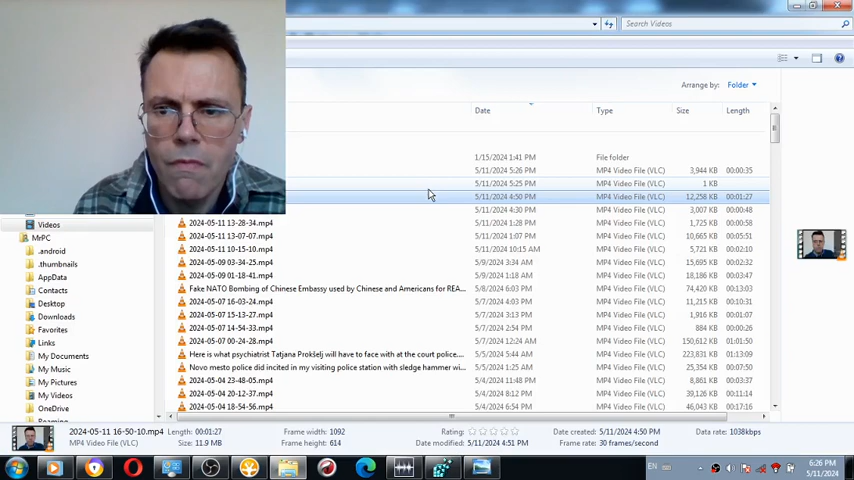 Search Videos
Arrange by: Folder
Date Type Size Length
1/15/2024 1:41 PM File folder
5/11/2024 5:26 PM MP4 Video File (VLC) 3,944 KB 00:00:35
5/11/2024 5:25 PM MP4 Video File (VLC) 1 KB
5/11/2024 4:50 PM MP4 Video File (VLC) 12,258 KB 00:01:27
5/11/2024 4:30 PM MP4 Video File (VLC) 3,007 KB 00:00:48
Videos 2024-05-11 13-28-34.mp4 5/11/2024 1:28 PM MP4 Video File (VLC) 1,725 KB 00:00:58
MrPC 2024-05-11 13-07-07.mp4 5/11/2024 1:07 PM MP4 Video File (VLC) 10,665 KB 00:05:51
.android 2024-05-11 10-15-10.mp4 5/11/2024 10:15 AM MP4 Video File (VLC) 5,721 KB 00:02:10
.thumbnails 2024-05-09 03-34-25.mp4 5/9/2024 3:34 AM MP4 Video File (VLC) 15,695 KB 00:02:32
AppData 2024-05-09 01-18-41.mp4 5/9/2024 1:18 AM MP4 Video File (VLC) 18,186 KB 00:03:47
Contacts Fake NATO Bombing of Chinese Embassy used by Chinese and Americans for REA... 5/8/2024 6:03 PM MP4 Video File (VLC) 74,420 KB 00:13:03
Desktop 2024-05-07 16-03-24.mp4 5/7/2024 4:03 PM MP4 Video File (VLC) 11,215 KB 00:10:31
Downloads 2024-05-07 15-13-27.mp4 5/7/2024 3:13 PM MP4 Video File (VLC) 1,916 KB 00:01:07
Favorites 2024-05-07 14-54-33.mp4 5/7/2024 2:54 PM MP4 Video File (VLC) 884 KB 00:00:26
Links 2024-05-07 00-24-28.mp4 5/7/2024 12:24 AM MP4 Video File (VLC) 150,612 KB 00:24:50
My Documents Here is what psychiatrist Tatjana Prokšelj will have to face with at the court police.... 5/5/2024 5:44 AM MP4 Video File (VLC) 223,831 KB 01:13:09
My Music Novo mesto police did incited in my visiting police station with sledge hammer wi... 5/5/2024 1:25 AM MP4 Video File (VLC) 25,354 KB 00:07:50
My Pictures 2024-05-04 23-48-05.mp4 5/4/2024 11:48 PM MP4 Video File (VLC) 8,861 KB 00:03:37
My Videos 2024-05-04 20-12-37.mp4 5/4/2024 8:12 PM MP4 Video File (VLC) 39,126 KB 00:11:14
OneDrive 2024-05-04 18-54-56.mp4 5/4/2024 6:54 PM MP4 Video File (VLC) 46,043 KB 00:17:16
Roaming
2024-05-11 16-50-10.mp4 Length: 00:01:27 Frame width: 1092 Rating: Date created: 5/11/2024 4:50 PM Data rate: 1038kbps
MP4 Video File (VLC) Size: 11.9 MB Frame height: 614 Date modified: 5/11/2024 4:51 PM Frame rate: 30 frames/second
EN 6:26 PM
5/11/2024